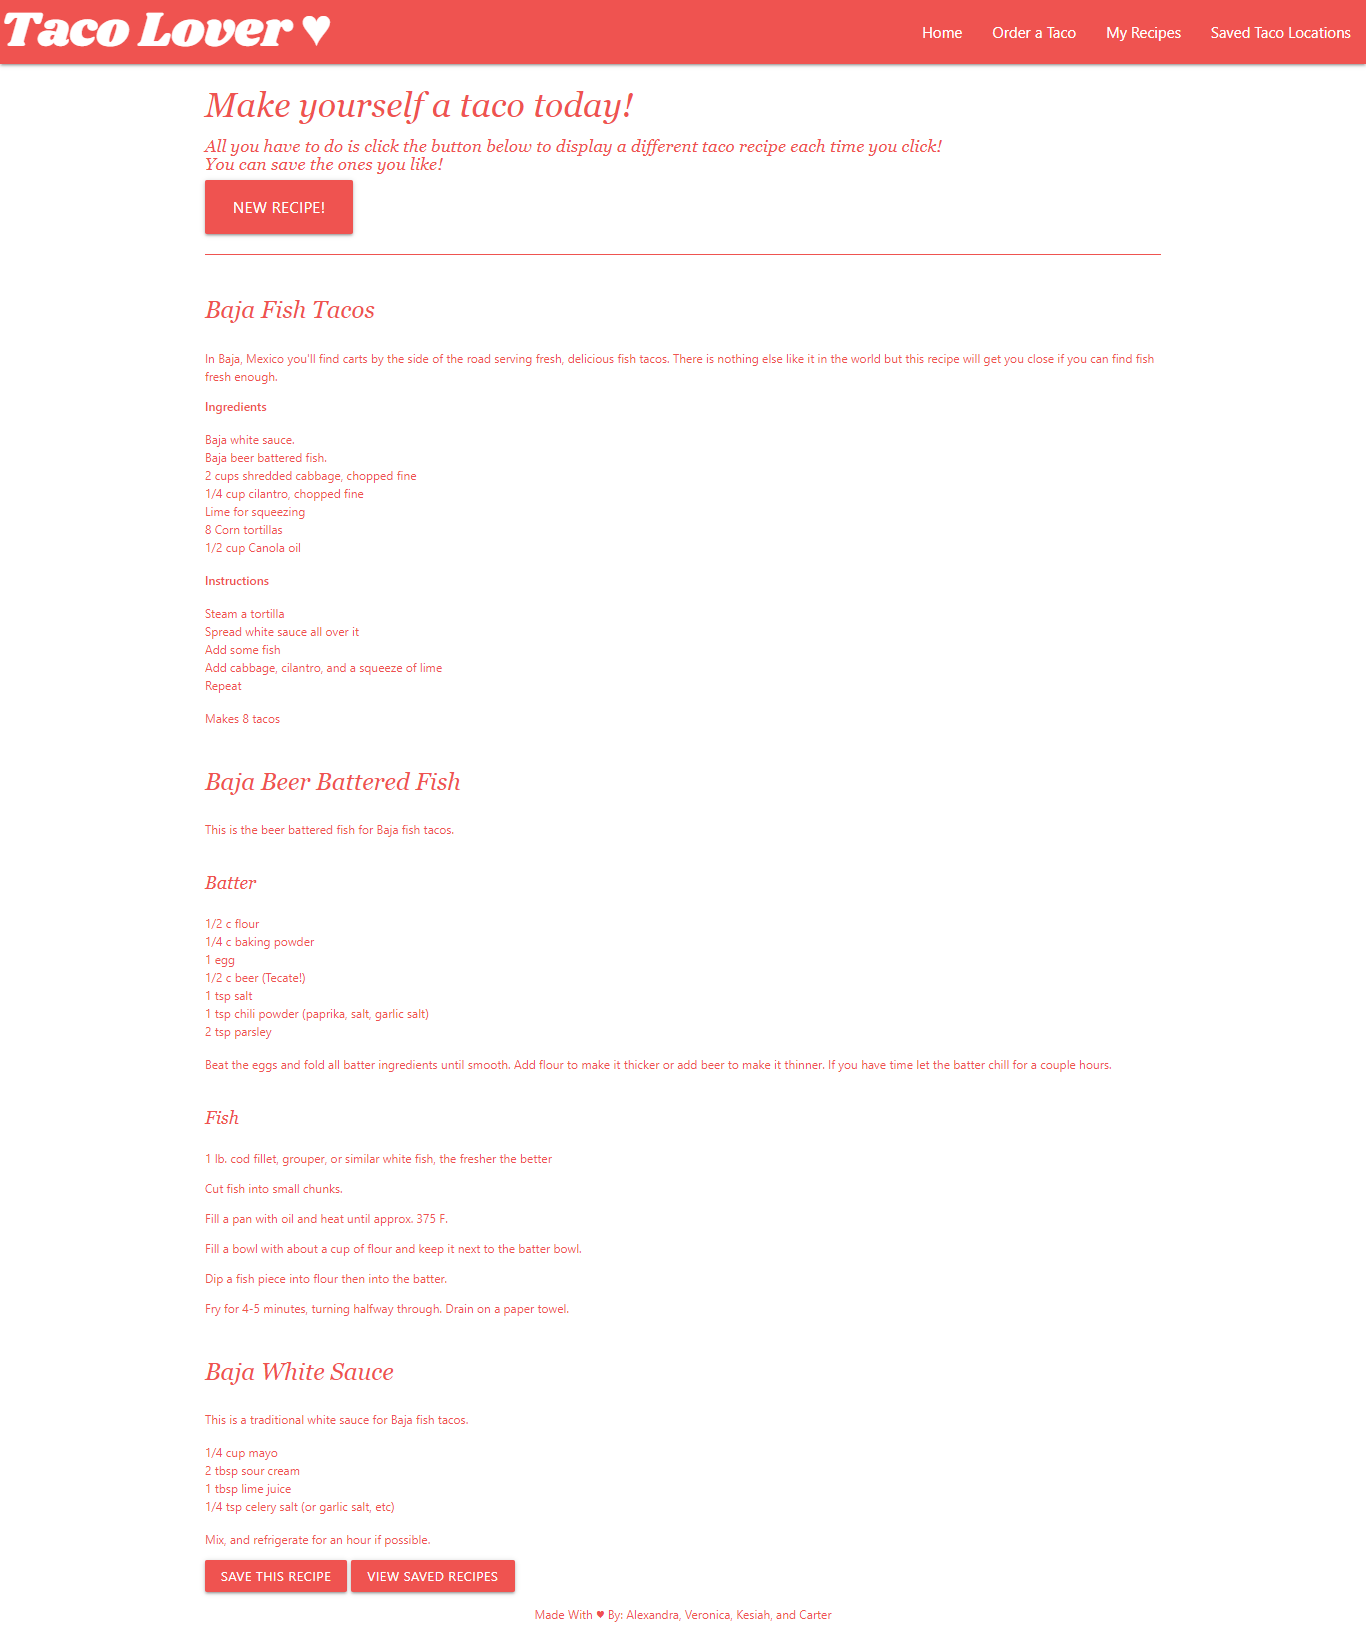 Taco Lover ♥
Home
Order a Taco
My Recipes
Saved Taco Locations
Make yourself a taco today!
All you have to do is click the button below to display a different taco recipe each time you click!
You can save the ones you like!
NEW RECIPE!
Baja Fish Tacos
In Baja, Mexico you'll find carts by the side of the road serving fresh, delicious fish tacos. There is nothing else like it in the world but this recipe will get you close if you can find fish
fresh enough.
Ingredients
Baja white sauce.
Baja beer battered fish.
2 cups shredded cabbage, chopped fine
1/4 cup cilantro, chopped fine
Lime for squeezing
8 Corn tortillas
1/2 cup Canola oil
Instructions
Steam a tortilla
Spread white sauce all over it
Add some fish
Add cabbage, cilantro, and a squeeze of lime
Repeat
Makes 8 tacos
Baja Beer Battered Fish
This is the beer battered fish for Baja fish tacos.
Batter
1/2 c flour
1/4 c baking powder
1 egg
1/2 c beer (Tecate!)
1 tsp salt
1 tsp chili powder (paprika, salt, garlic salt)
2 tsp parsley
Beat the eggs and fold all batter ingredients until smooth. Add flour to make it thicker or add beer to make it thinner. If you have time let the batter chill for a couple hours.
Fish
1 lb. cod fillet, grouper, or similar white fish, the fresher the better
Cut fish into small chunks.
Fill a pan with oil and heat until approx. 375 F.
Fill a bowl with about a cup of flour and keep it next to the batter bowl.
Dip a fish piece into flour then into the batter.
Fry for 4-5 minutes, turning halfway through. Drain on a paper towel.
Baja White Sauce
This is a traditional white sauce for Baja fish tacos.
1/4 cup mayo
2 tbsp sour cream
1 tbsp lime juice
1/4 tsp celery salt (or garlic salt, etc)
Mix, and refrigerate for an hour if possible.
SAVE THIS RECIPE
VIEW SAVED RECIPES
Made With ♥ By: Alexandra, Veronica, Kesiah, and Carter